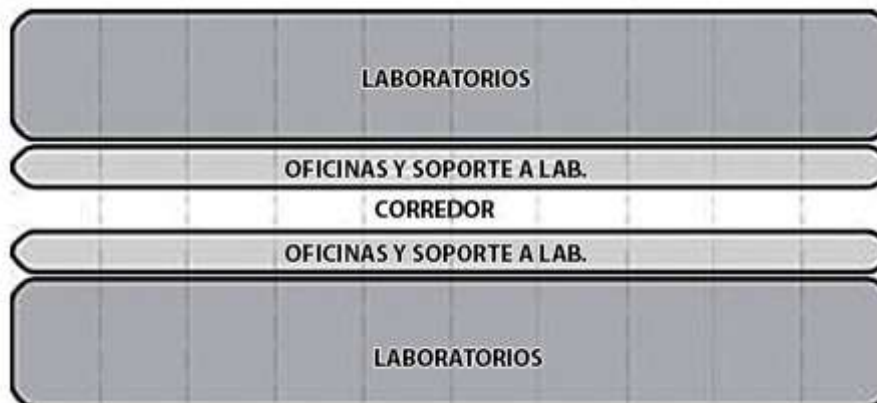 LABORATORIOS
OFICINAS Y SOPORTE A LAB.
CORREDOR
OFICINAS Y SOPORTE A LAB.
LABORATORIOS